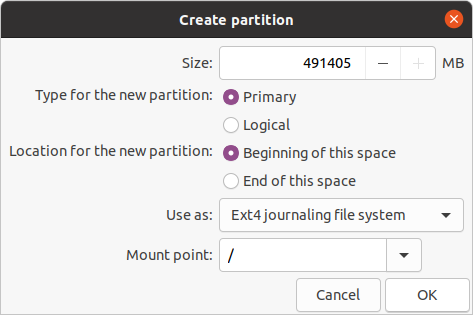 Create partition
Size: 491405 MB
Type for the new partition: Primary
Logical
Location for the new partition: Beginning of this space
End of this space
Use as: Ext4 journaling file system
Mount point: /
Cancel OK